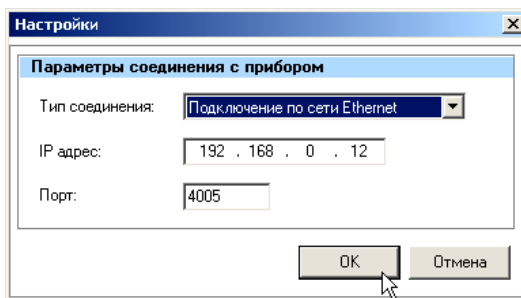 Настройки
Параметры соединения с прибором
Тип соединения: Подключение по сети Ethernet
IP адрес: 192 . 168 . 0 . 12
Порт: 4005
OK Отмена